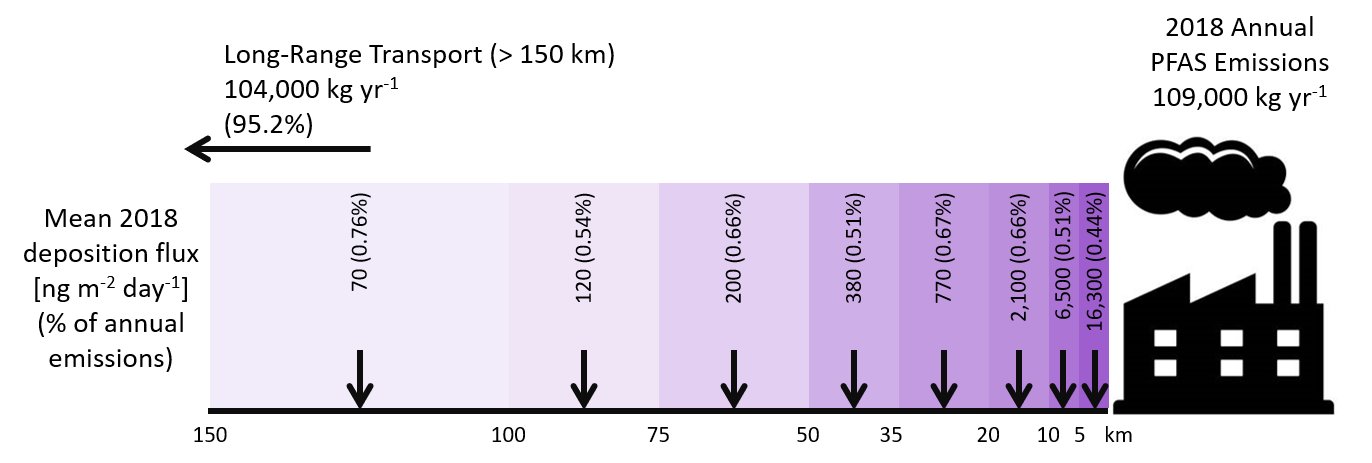 2018 Annual
PFAS Emissions
109,000 kg yr⁻¹
Long-Range Transport (> 150 km)
104,000 kg yr⁻¹
(95.2%)
Mean 2018
deposition flux
[ng m⁻² day⁻¹]
(% of annual
emissions)
70 (0.76%)
120 (0.54%)
200 (0.66%)
380 (0.51%)
770 (0.67%)
2,100 (0.66%)
6,500 (0.51%)
16,300 (0.44%)
150 100 75 50 35 20 10 5 km